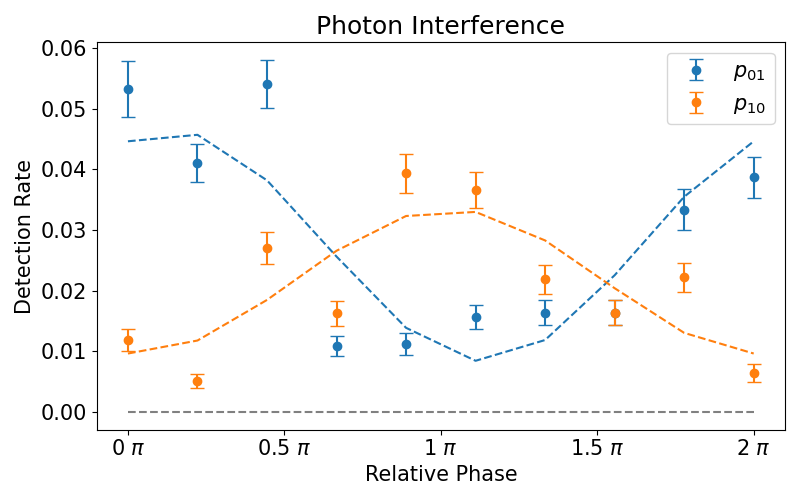 Photon Interference
0.06
0.05
0.04
0.03
0.02
0.01
0.00
Detection Rate
p₀₁
p₁₀
0 π
0.5 π
1 π
1.5 π
2 π
Relative Phase